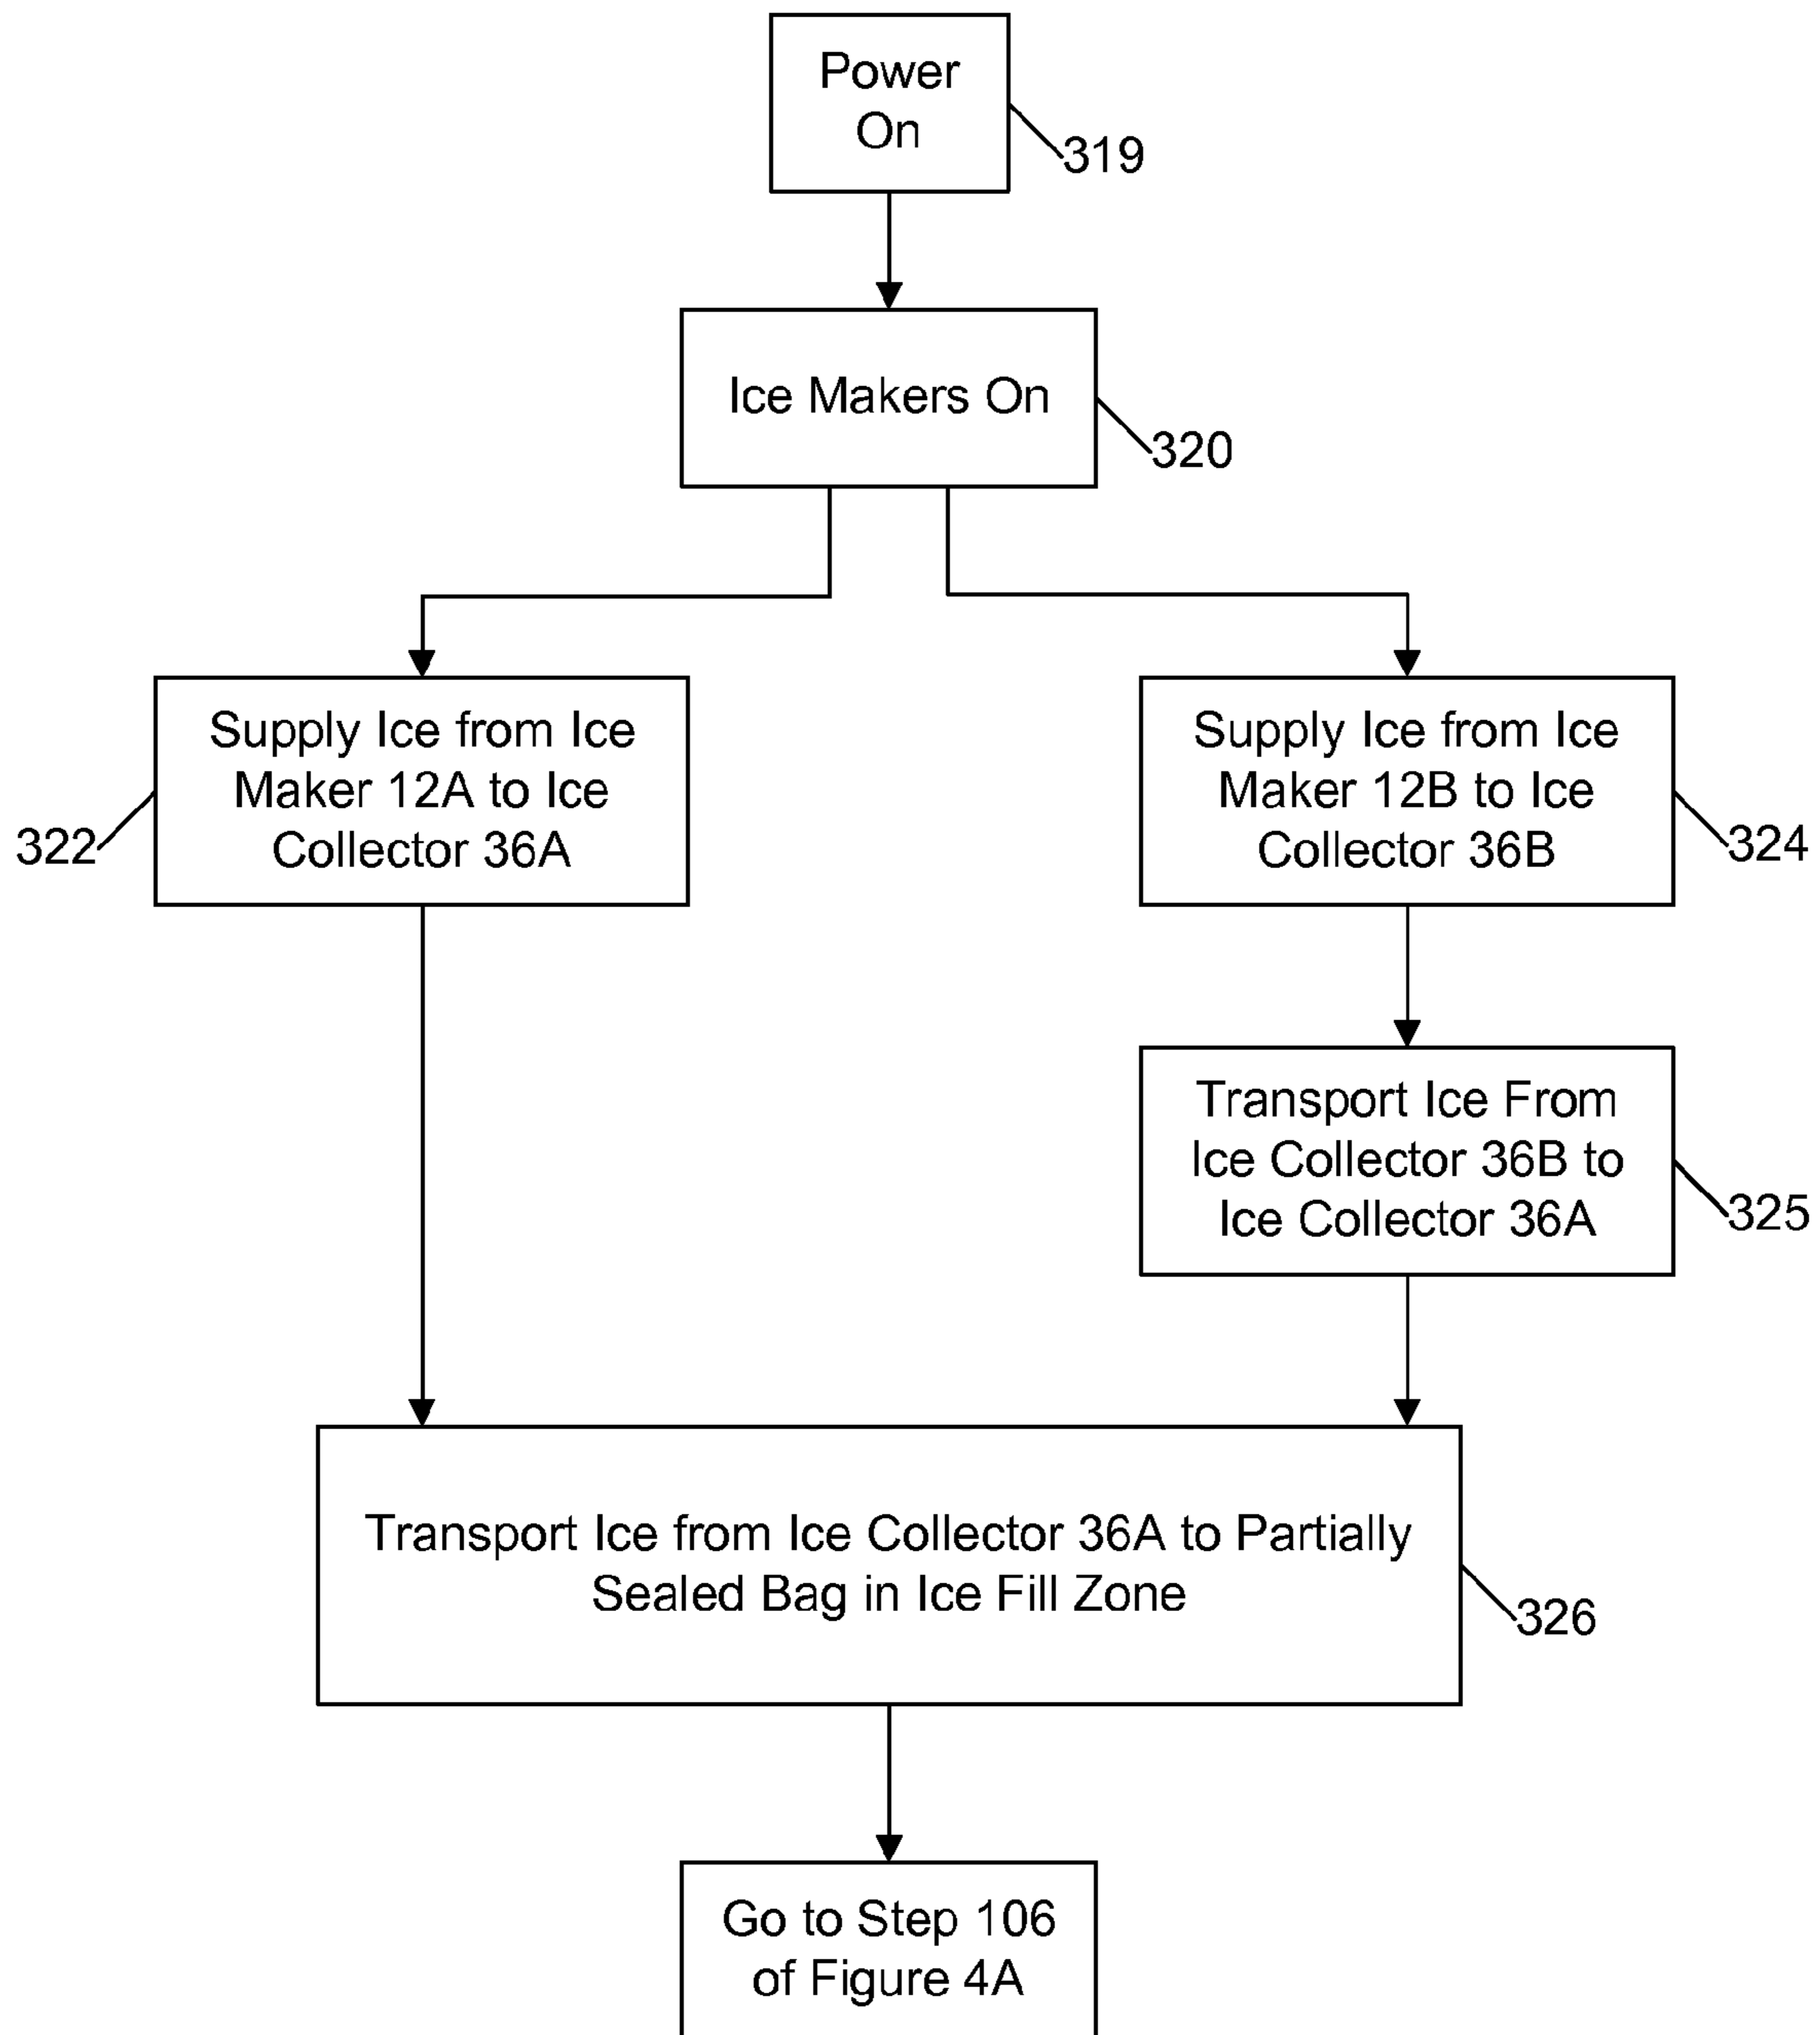 Power
On
319
Ice Makers On
320
Supply Ice from Ice
Maker 12A to Ice
Collector 36A
322
Supply Ice from Ice
Maker 12B to Ice
Collector 36B
324
Transport Ice From
Ice Collector 36B to
Ice Collector 36A
325
Transport Ice from Ice Collector 36A to Partially
Sealed Bag in Ice Fill Zone
326
Go to Step 106
of Figure 4A